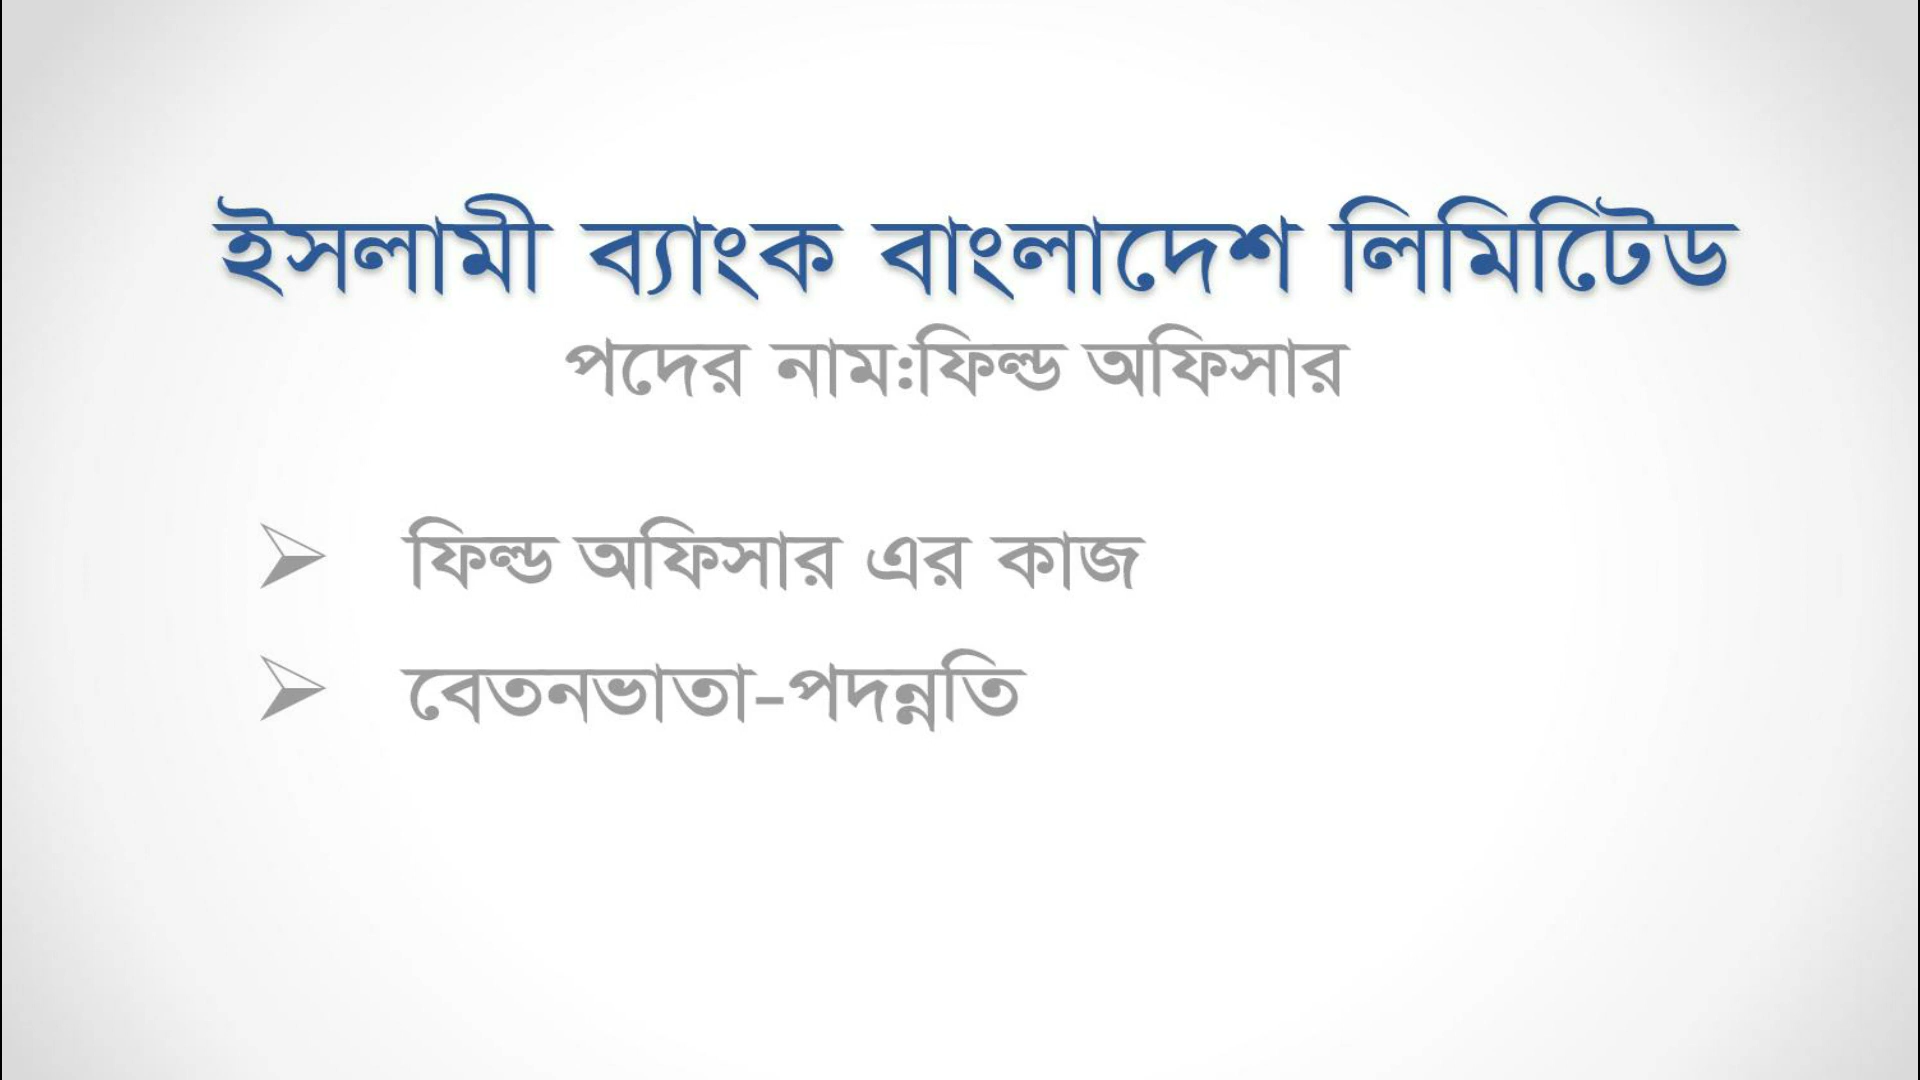 ইসলামী ব্যাংক বাংলাদেশ লিমিটেিড
পদের নাম:ফিল্ড অফিসার
ফিল্ড অফিসার এর কাজ
বেতনভাতা-পদন্নতি